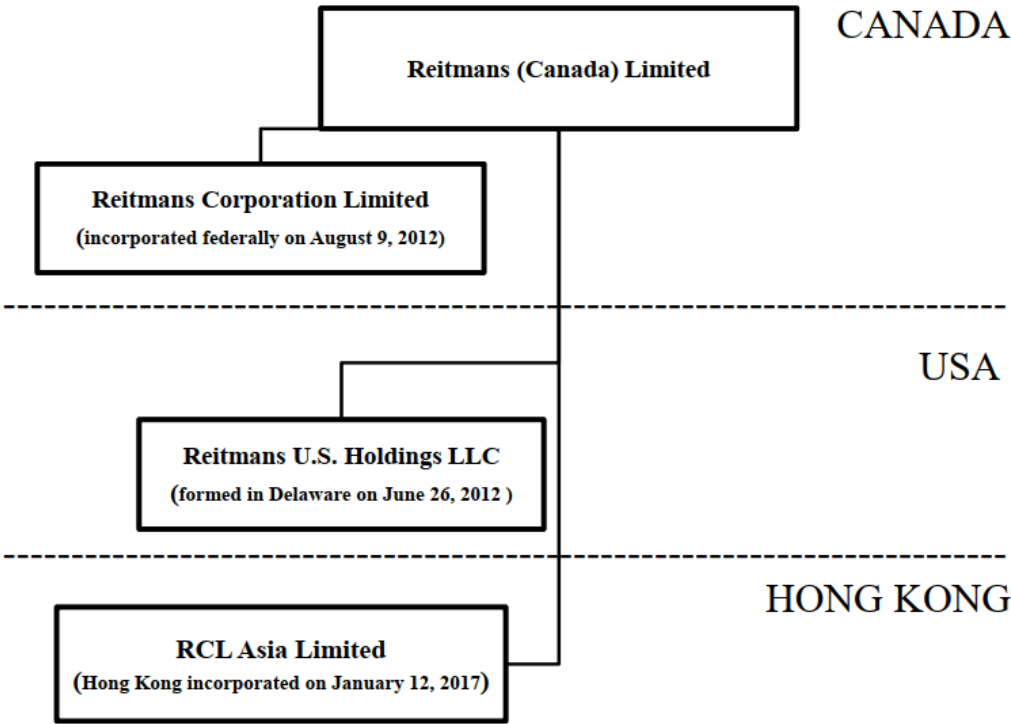 CANADA
Reitmans (Canada) Limited
Reitmans Corporation Limited
(incorporated federally on August 9, 2012)
USA
Reitmans U.S. Holdings LLC
(formed in Delaware on June 26, 2012 )
HONG KONG
RCL Asia Limited
(Hong Kong incorporated on January 12, 2017)